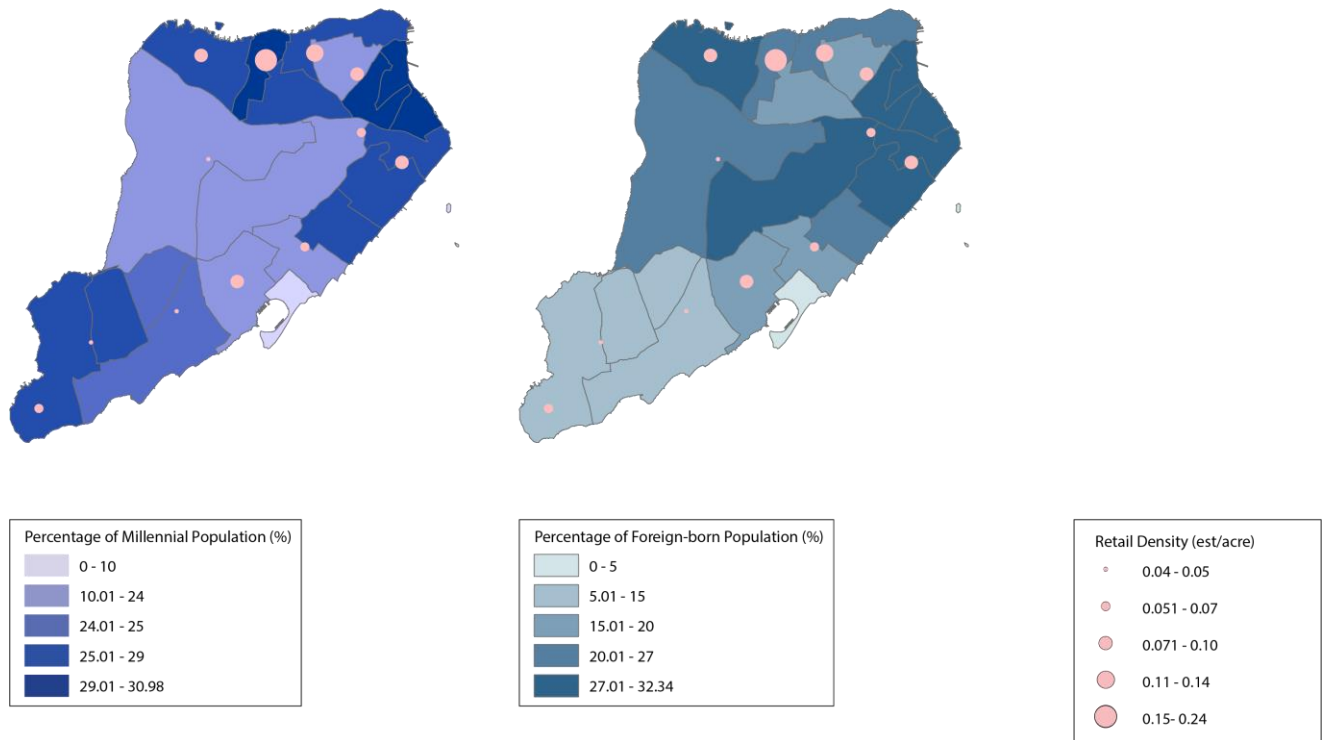 Percentage of Millennial Population (%)
0 - 10
10.01 - 24
24.01 - 25
25.01 - 29
29.01 - 30.98
Percentage of Foreign-born Population (%)
0 - 5
5.01 - 15
15.01 - 20
20.01 - 27
27.01 - 32.34
Retail Density (est/acre)
0.04 - 0.05
0.051 - 0.07
0.071 - 0.10
0.11 - 0.14
0.15- 0.24